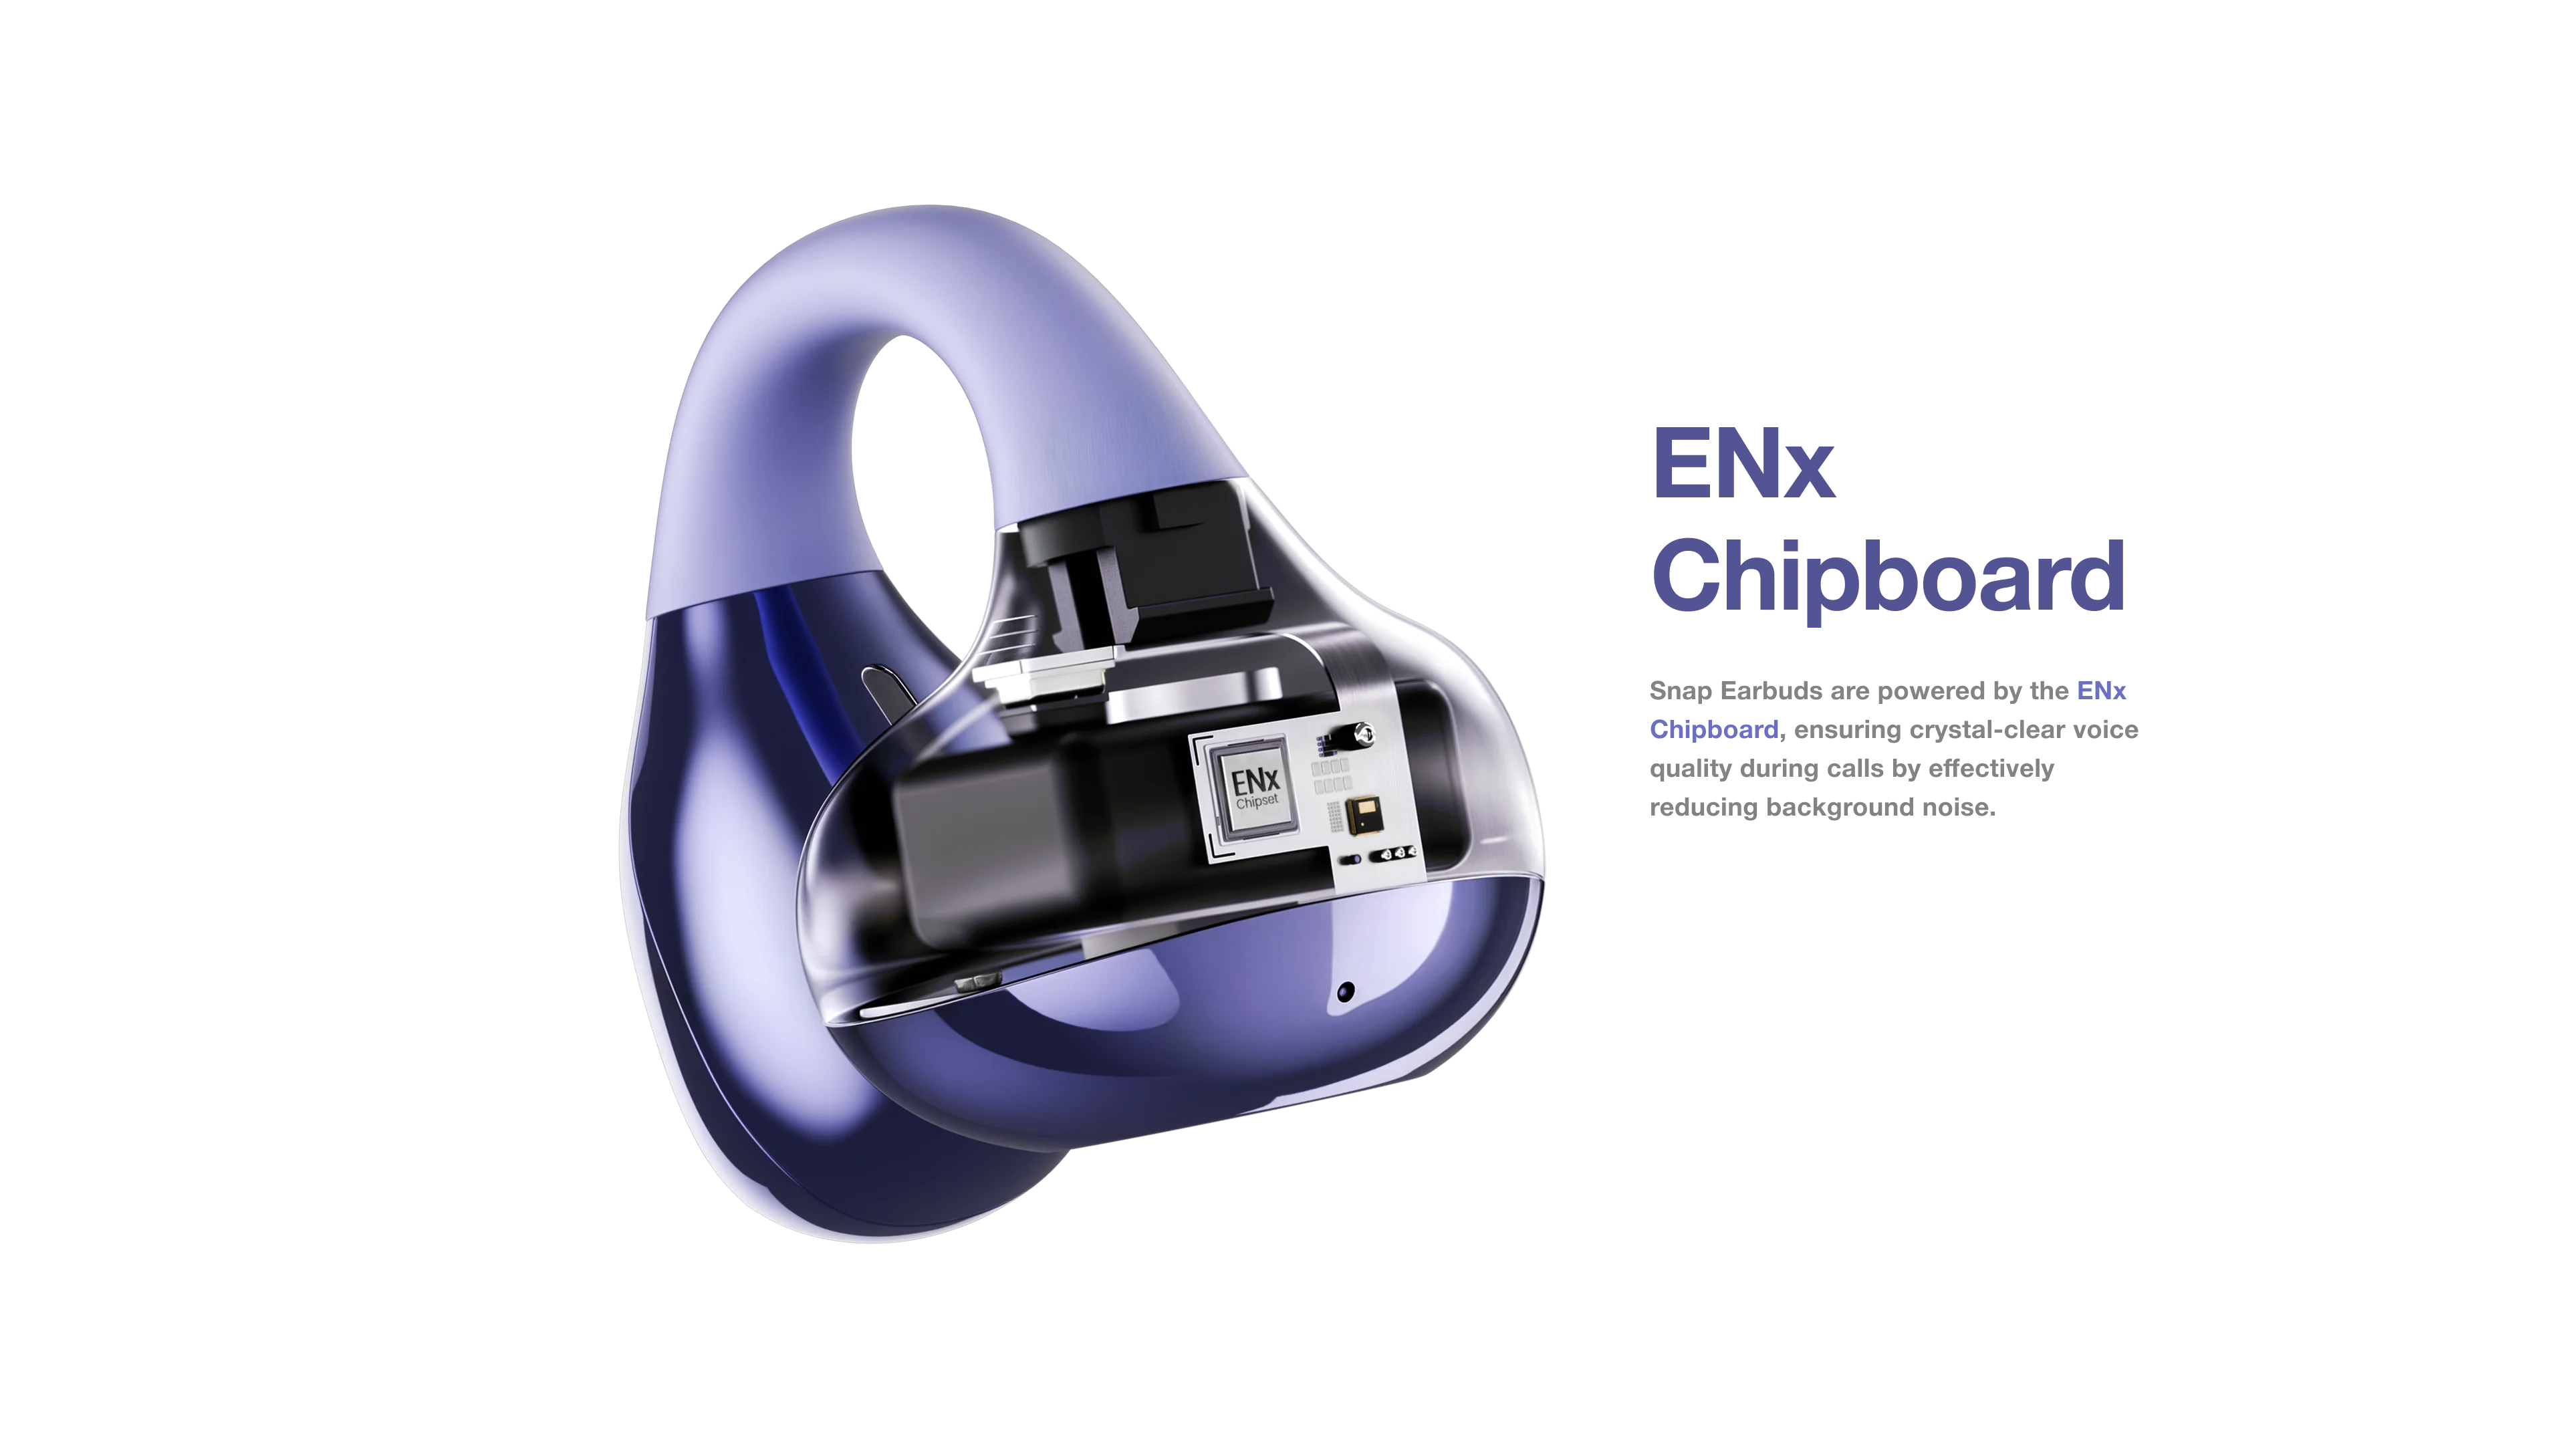 ENx
Chipboard
Snap Earbuds are powered by the ENx
Chipboard, ensuring crystal-clear voice
quality during calls by effectively
reducing background noise.
ENx
Chipset